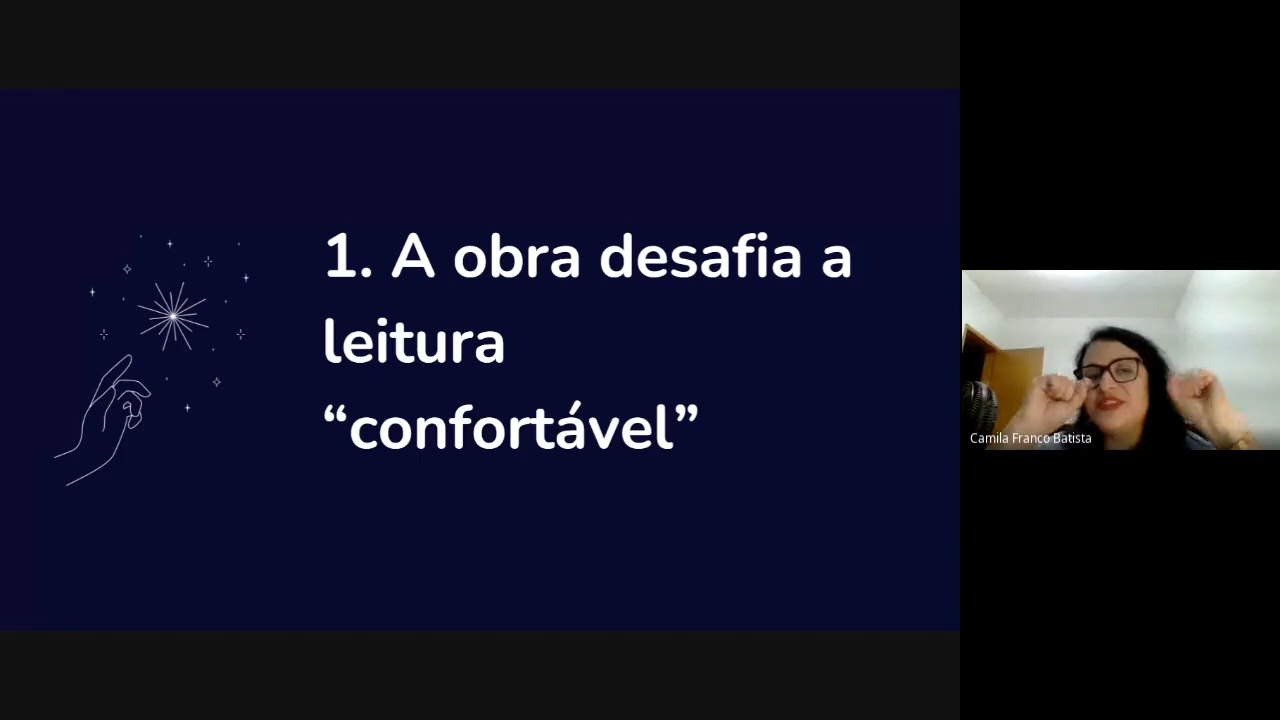 1. A obra desafia a
leitura
“confortável”
Camila Franco Batista